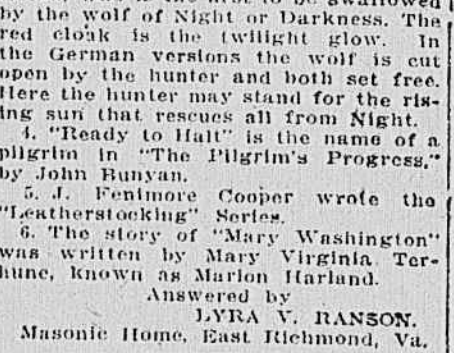 by the wolf of Night or Darkness. The
red cloak is the twilight glow. In
the German versions the wolf is cut
open by the hunter and both set free.
Here the hunter may stand for the ris-
ing sun that rescues all from Night.
4. "Ready to Halt" is the name of a
pilgrim in "The Pilgrim's Progress,"
by John Bunyan.
5. J. Fenimore Cooper wrote the
"Leatherstocking" Series.
6. The story of "Mary Washington"
was written by Mary Virginia Ter-
hune, known as Marion Harland.
Answered by
LYRA V. RANSON.
Masonic Home, East Richmond, Va.